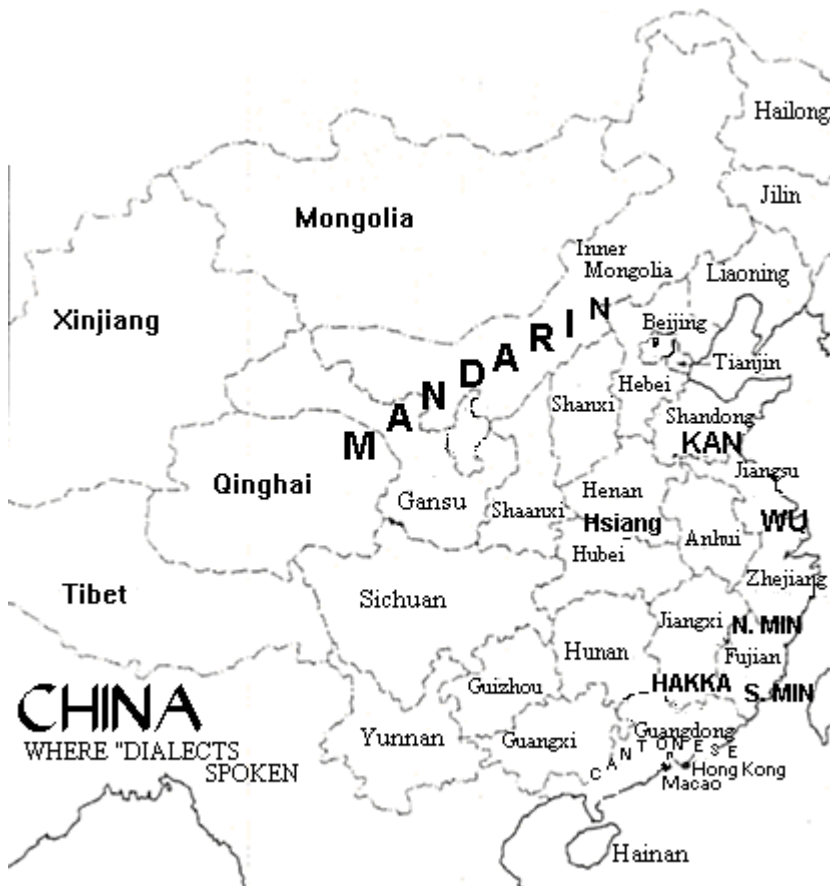 Hailong
Jilin
Mongolia
Inner
Mongolia
Liaoning
Xinjiang
Beijing
Tianjin
MANDARIN
Hebei
Shanxi
Shandong
KAN
Jiangsu
Qinghai
Gansu
Shaanxi
Henan
Hsiang
WU
Anhui
Hubei
Zhejiang
Tibet
Sichuan
Jiangxi
N. MIN
Hunan
Fujian
Guizhou
HAKKA
S. MIN
CHINA
WHERE "DIALECTS
SPOKEN
Yunnan
Guangxi
Guangdong
CANTONESE
Hong Kong
Macao
Hainan